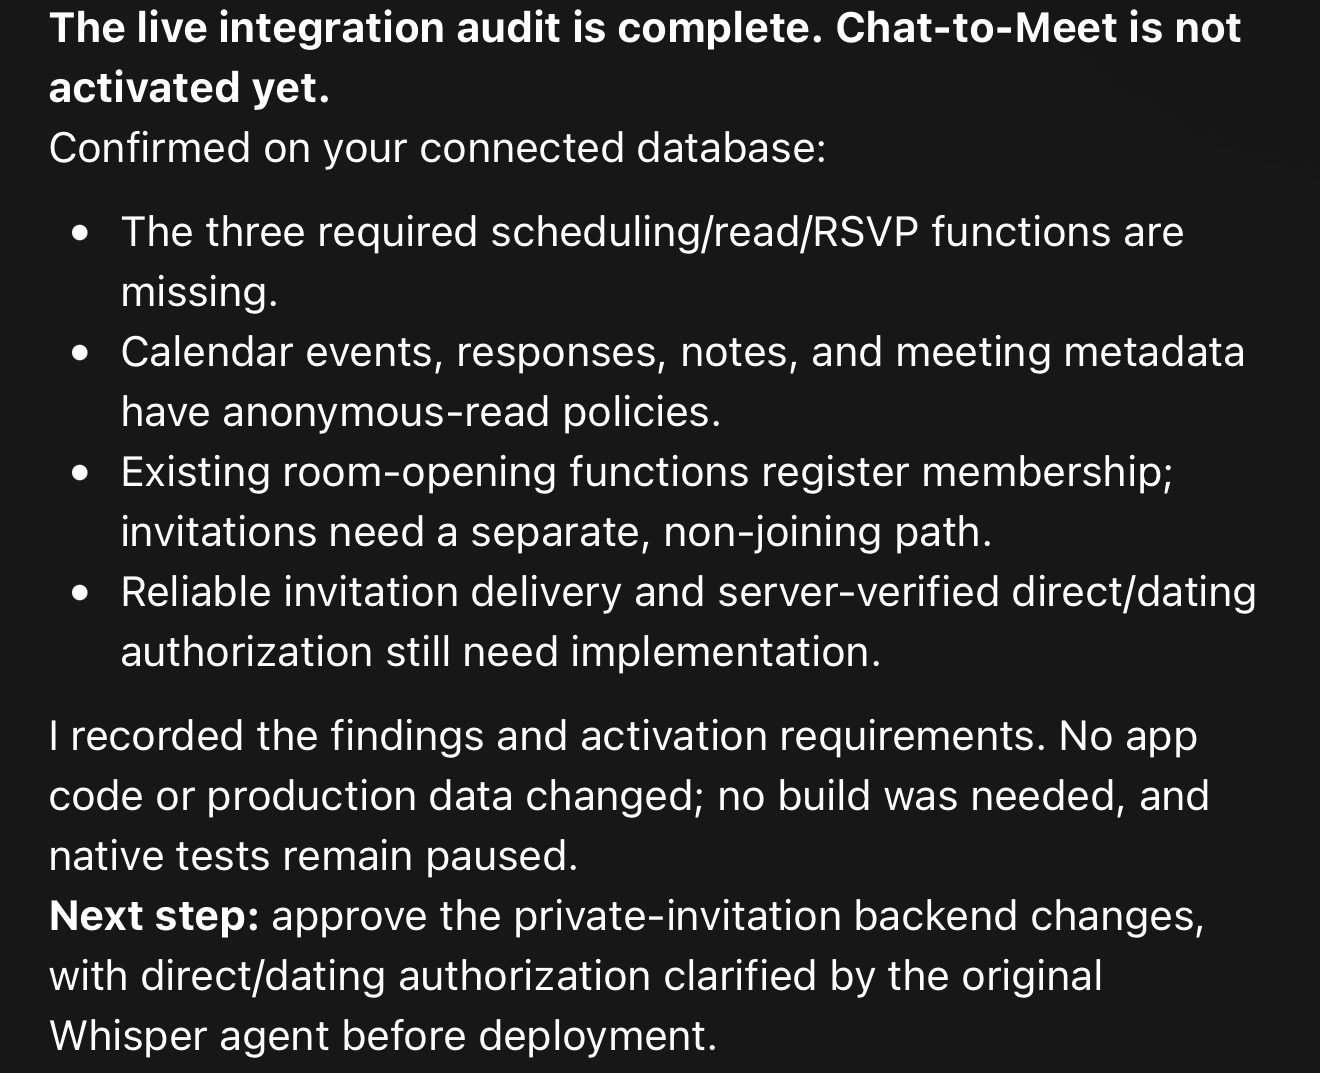 The live integration audit is complete. Chat-to-Meet is not
activated yet.
Confirmed on your connected database:
• The three required scheduling/read/RSVP functions are
missing.
• Calendar events, responses, notes, and meeting metadata
have anonymous-read policies.
• Existing room-opening functions register membership;
invitations need a separate, non-joining path.
• Reliable invitation delivery and server-verified direct/dating
authorization still need implementation.
I recorded the findings and activation requirements. No app
code or production data changed; no build was needed, and
native tests remain paused.
Next step: approve the private-invitation backend changes,
with direct/dating authorization clarified by the original
Whisper agent before deployment.